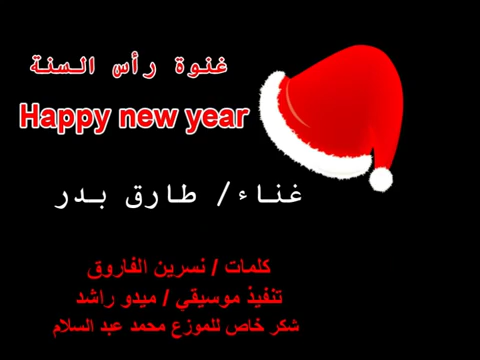 غنوة رأس السنة
Happy new year
غناء/ طارق بدر
كلمات / نسرين الفاروق
تنفيذ موسيقي / ميدو راشد
شكر خاص للموزع محمد عبد السلام